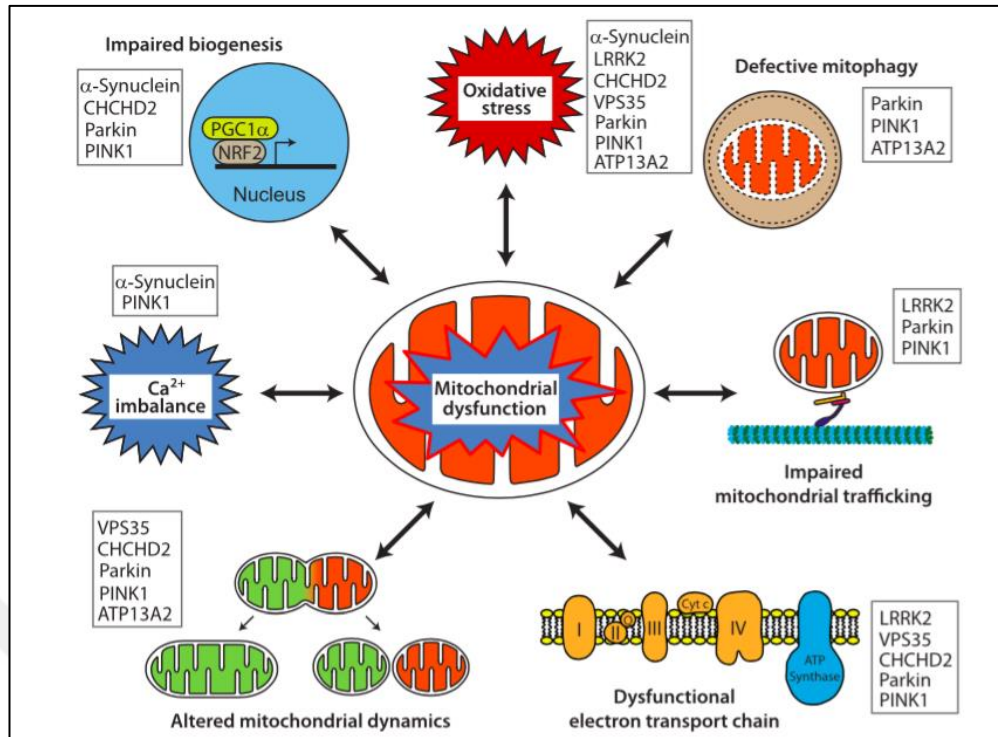 Impaired biogenesis
α-Synuclein
CHCHD2
Parkin
PINK1
PGC1α
NRF2
Nucleus
Oxidative
stress
α-Synuclein
LRRK2
CHCHD2
VPS35
Parkin
PINK1
ATP13A2
Defective mitophagy
Parkin
PINK1
ATP13A2
α-Synuclein
PINK1
Ca²⁺
imbalance
Mitochondrial
dysfunction
LRRK2
Parkin
PINK1
Impaired
mitochondrial trafficking
VPS35
CHCHD2
Parkin
PINK1
ATP13A2
Altered mitochondrial dynamics
I
II
Q
III
Cyt c
IV
ATP
Synthase
LRRK2
VPS35
CHCHD2
Parkin
PINK1
Dysfunctional
electron transport chain